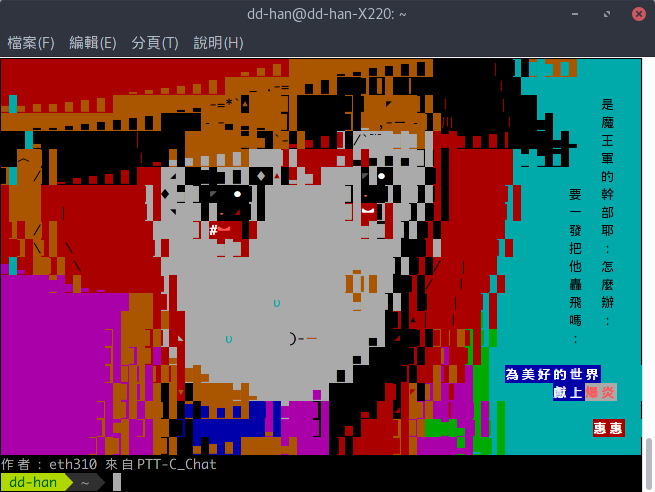 dd-han@dd-han-X220: ~
檔案(F) 編輯(E) 分頁(T) 說明(H)
是魔王軍的幹部耶：怎麼辦：
要一發把他轟飛嗎：
為美好的世界
獻上爆炎
惠惠
作者：eth310 來自PTT-C_Chat
dd-han ~